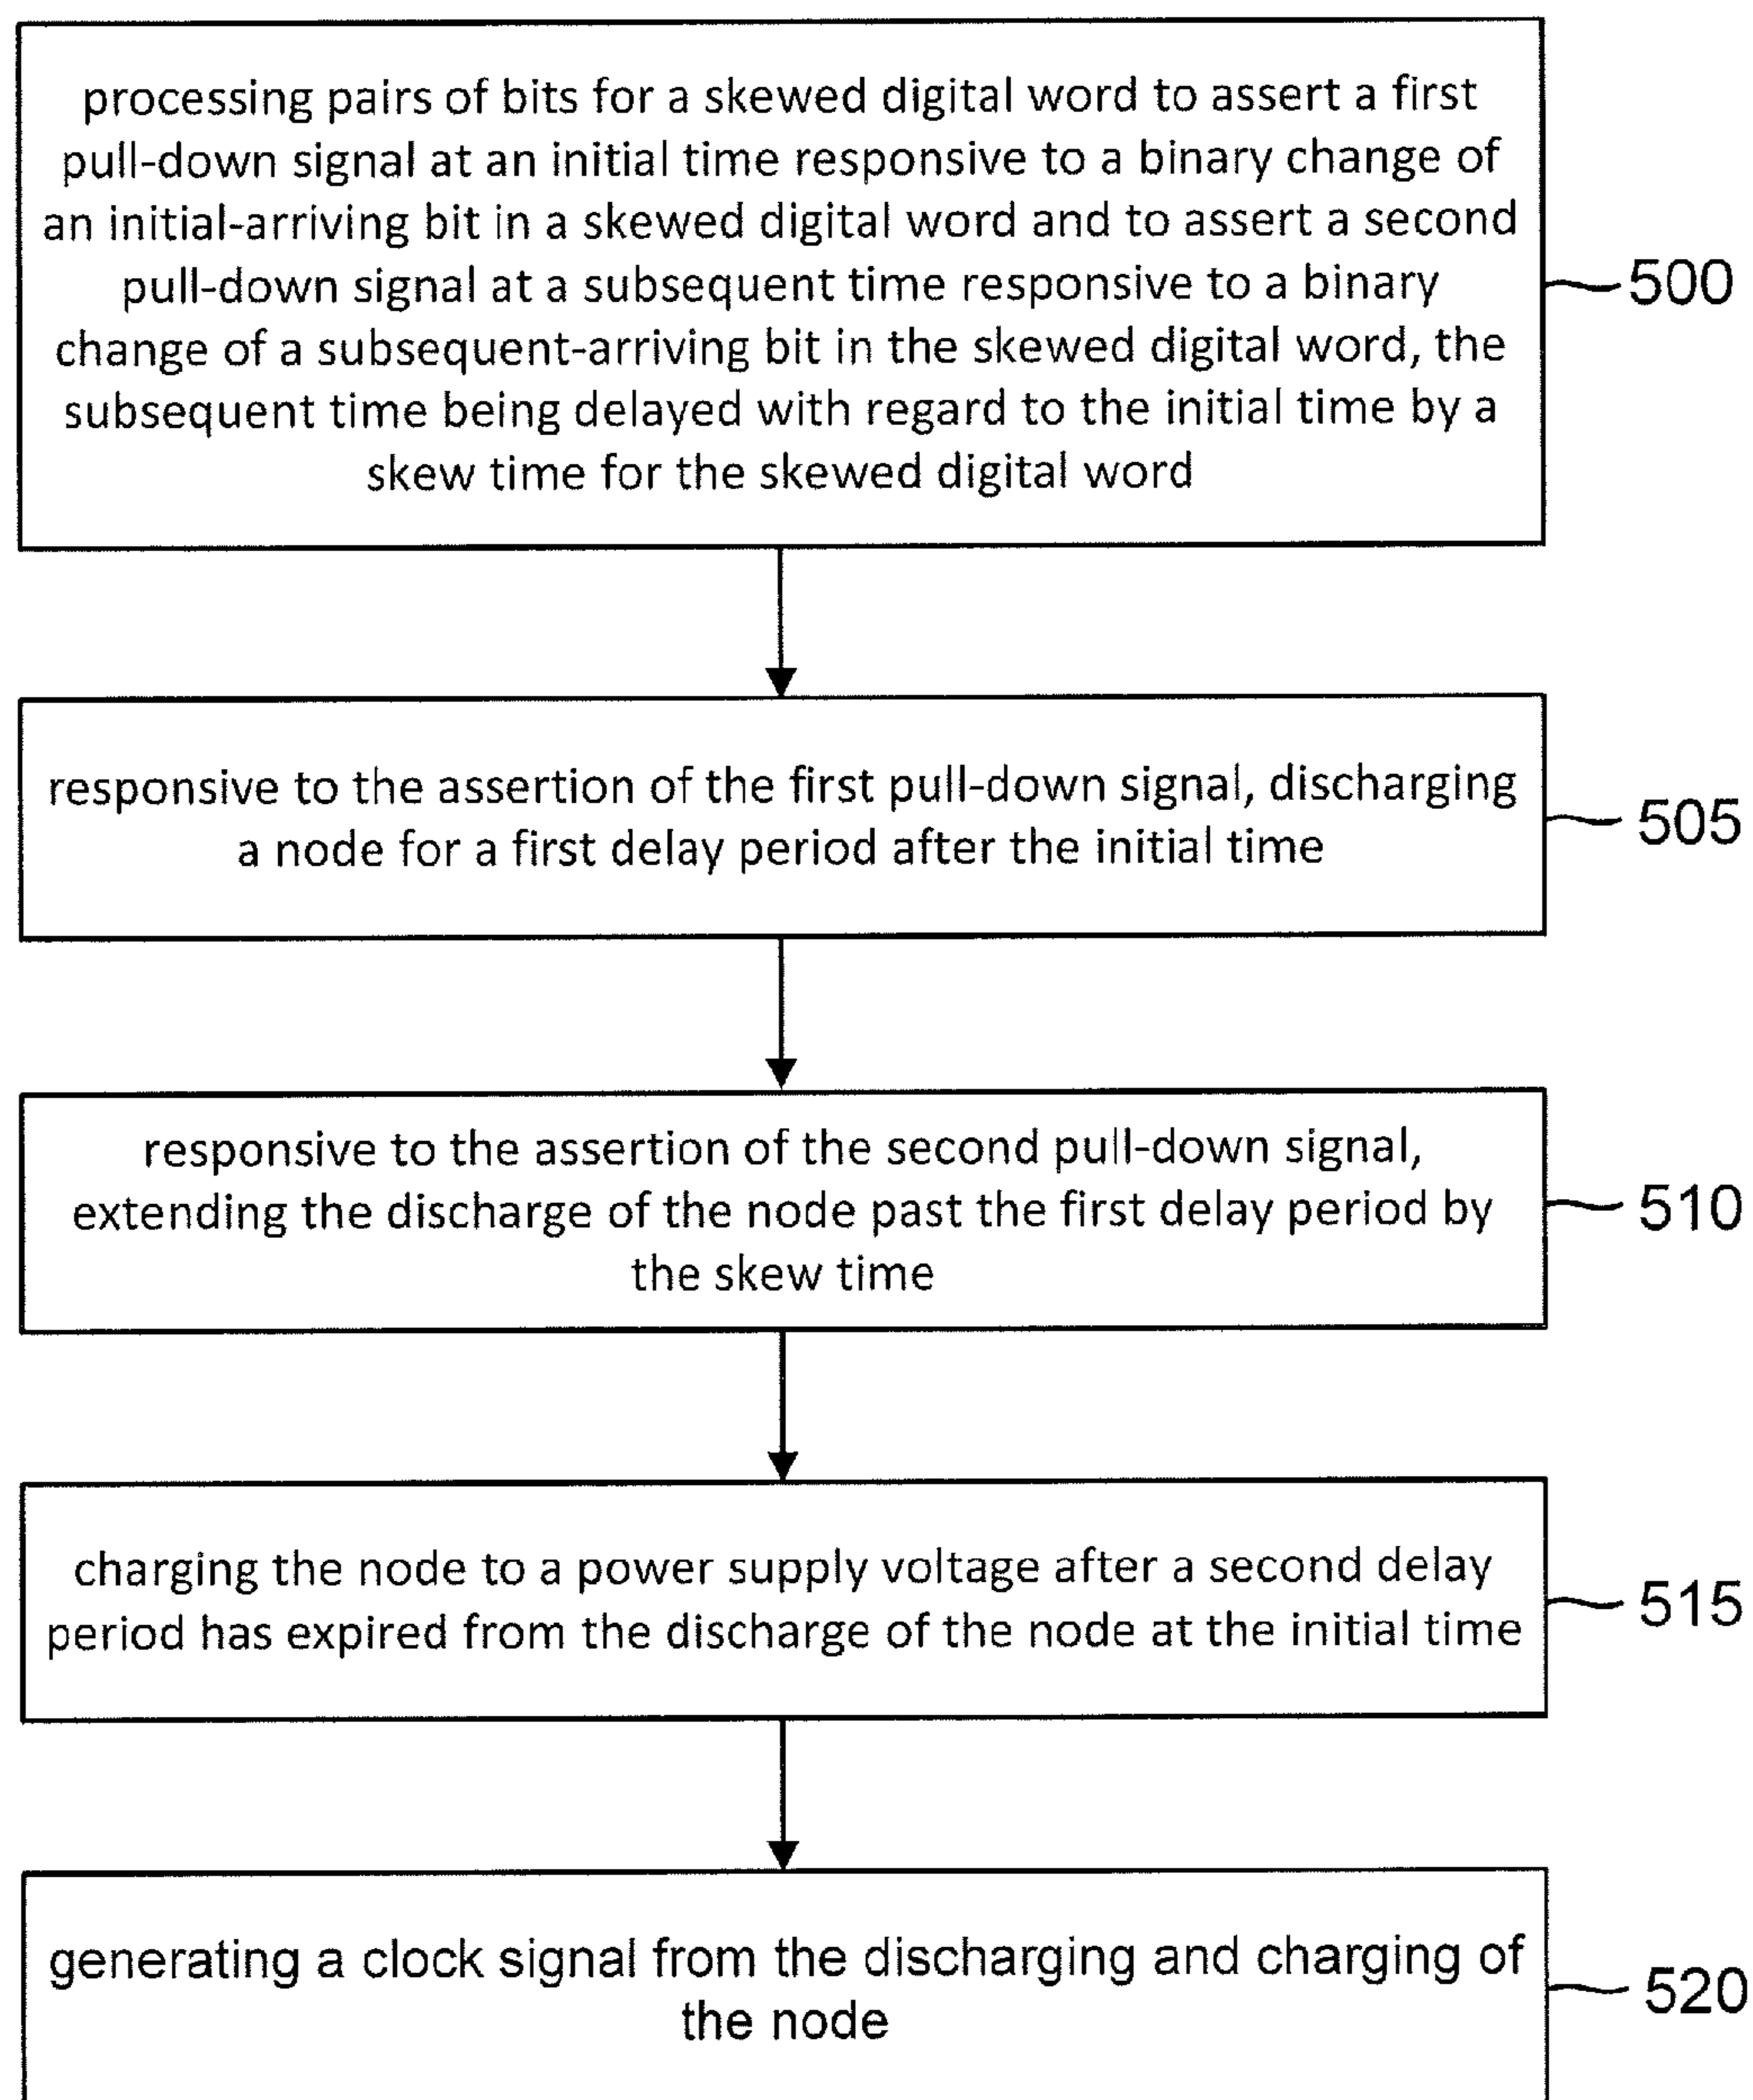 processing pairs of bits for a skewed digital word to assert a first
pull-down signal at an initial time responsive to a binary change of
an initial-arriving bit in a skewed digital word and to assert a second
pull-down signal at a subsequent time responsive to a binary
change of a subsequent-arriving bit in the skewed digital word, the
subsequent time being delayed with regard to the initial time by a
skew time for the skewed digital word
500
responsive to the assertion of the first pull-down signal, discharging
a node for a first delay period after the initial time
505
responsive to the assertion of the second pull-down signal,
extending the discharge of the node past the first delay period by
the skew time
510
charging the node to a power supply voltage after a second delay
period has expired from the discharge of the node at the initial time
515
generating a clock signal from the discharging and charging of
the node
520